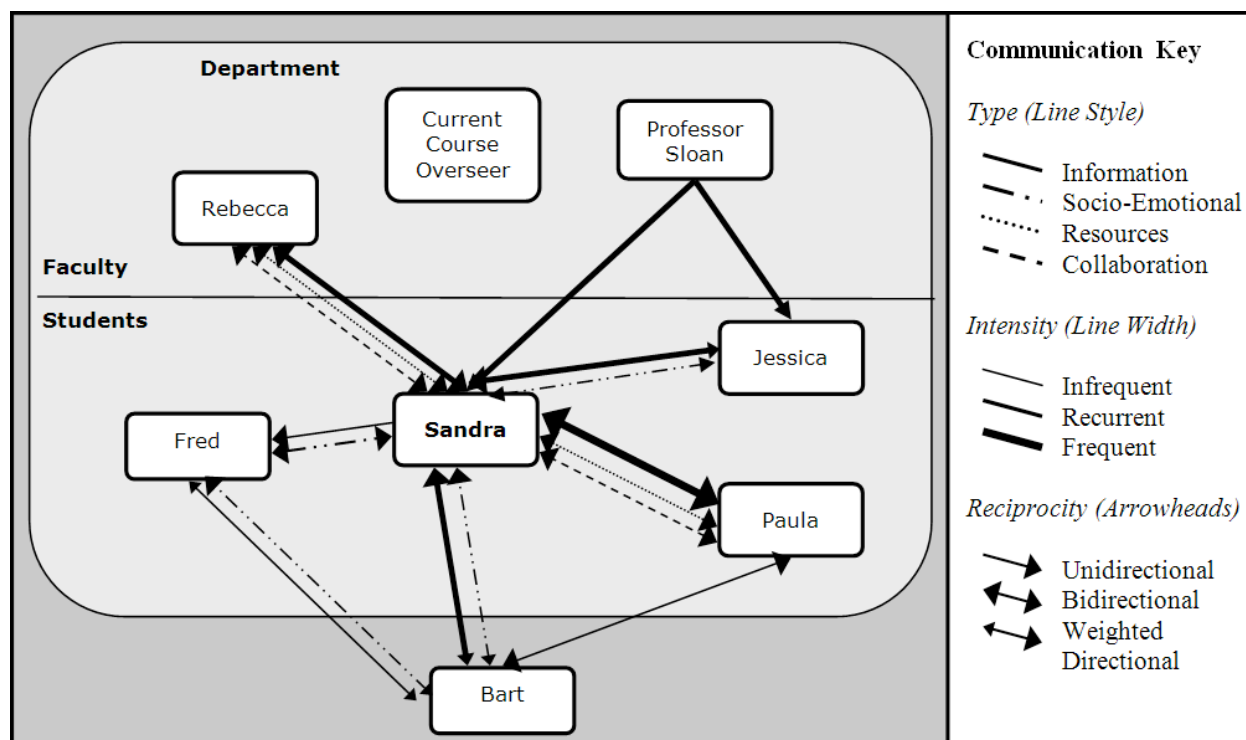 Department
Current
Course
Overseer
Professor
Sloan
Rebecca
Faculty
Students
Jessica
Sandra
Fred
Paula
Bart
Communication Key
Type (Line Style)
Information
Socio-Emotional
Resources
Collaboration
Intensity (Line Width)
Infrequent
Recurrent
Frequent
Reciprocity (Arrowheads)
Unidirectional
Bidirectional
Weighted
Directional